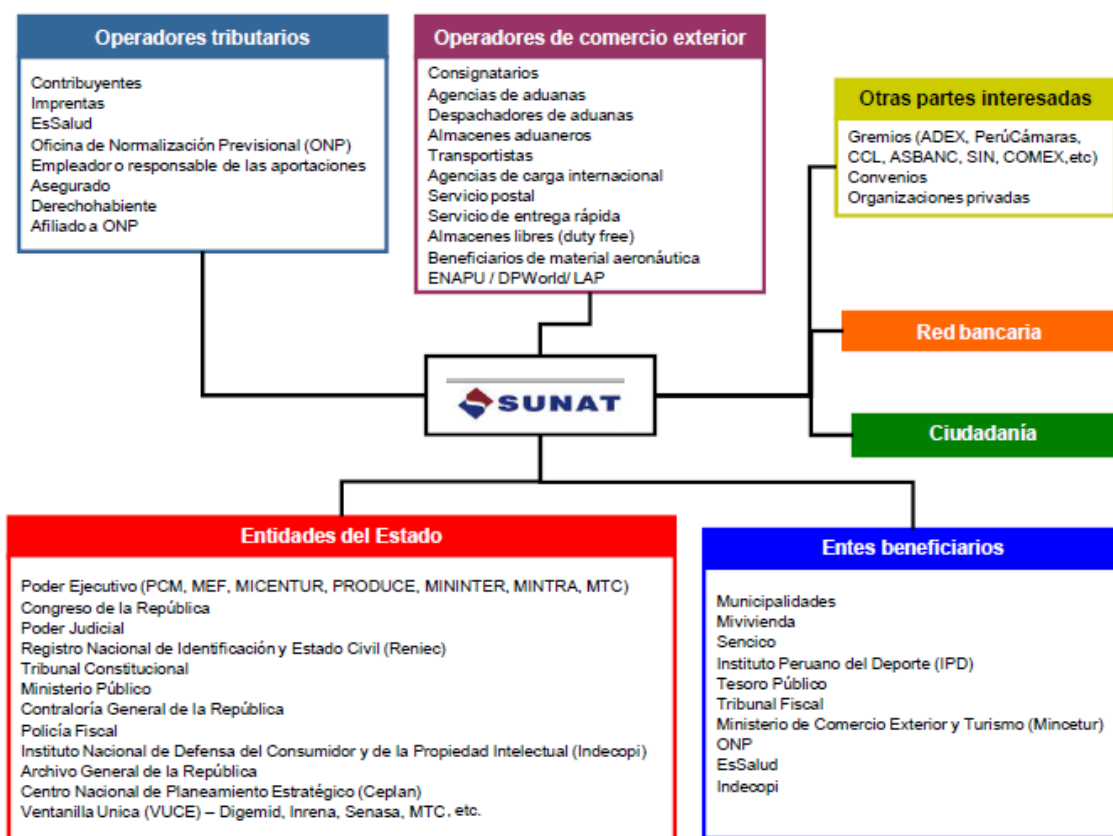 Operadores tributarios
Contribuyentes
Imprentas
EsSalud
Oficina de Normalización Previsional (ONP)
Empleador o responsable de las aportaciones
Asegurado
Derechohabiente
Afiliado a ONP
Operadores de comercio exterior
Consignatarios
Agencias de aduanas
Despachadores de aduanas
Almacenes aduaneros
Transportistas
Agencias de carga internacional
Servicio postal
Servicio de entrega rápida
Almacenes libres (duty free)
Beneficiarios de material aeronáutica
ENAPU / DPWorld/ LAP
Otras partes interesadas
Gremios (ADEX, PerúCámaras,
CCL, ASBANC, SIN, COMEX,etc)
Convenios
Organizaciones privadas
Red bancaria
Ciudadanía
SUNAT
Entidades del Estado
Poder Ejecutivo (PCM, MEF, MICENTUR, PRODUCE, MININTER, MINTRA, MTC)
Congreso de la República
Poder Judicial
Registro Nacional de Identificación y Estado Civil (Reniec)
Tribunal Constitucional
Ministerio Público
Contraloría General de la República
Policía Fiscal
Instituto Nacional de Defensa del Consumidor y de la Propiedad Intelectual (Indecopi)
Archivo General de la República
Centro Nacional de Planeamiento Estratégico (Ceplan)
Ventanilla Unica (VUCE) – Digemid, Inrena, Senasa, MTC, etc.
Entes beneficiarios
Municipalidades
Mivivienda
Sencico
Instituto Peruano del Deporte (IPD)
Tesoro Público
Tribunal Fiscal
Ministerio de Comercio Exterior y Turismo (Mincetur)
ONP
EsSalud
Indecopi